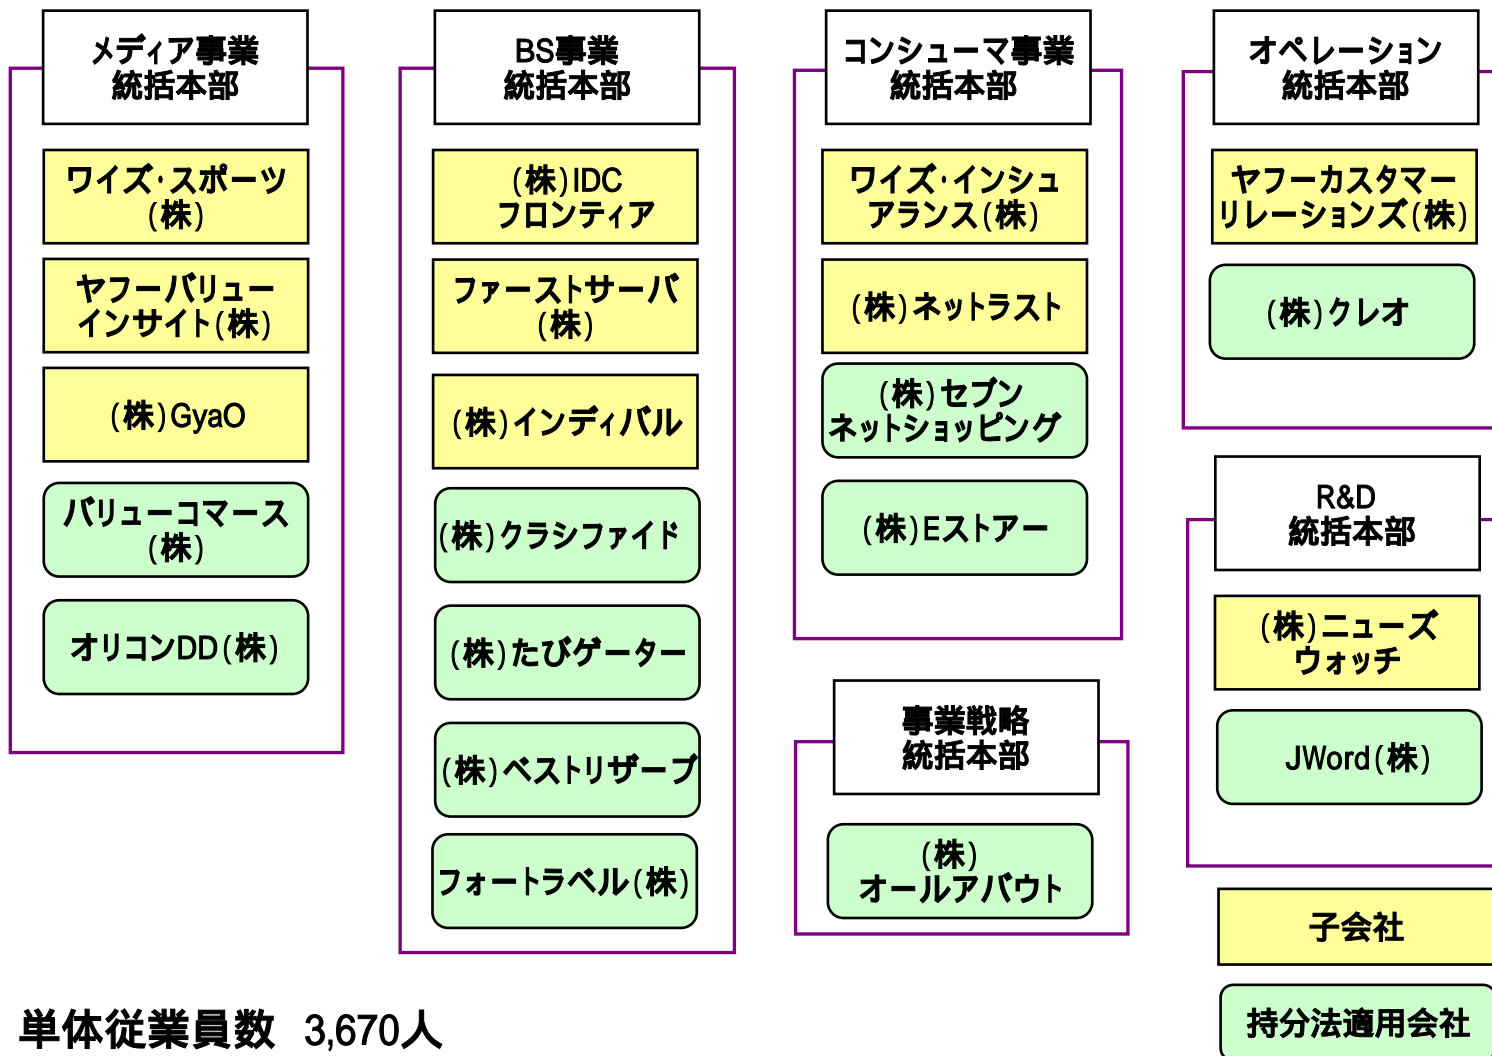 メディア事業
統括本部
ワイズ・スポーツ
(株)
ヤフーバリュー
インサイト(株)
(株)GyaO
バリューコマース
(株)
オリコンDD(株)
BS事業
統括本部
(株)IDC
フロンティア
ファーストサーバ
(株)
(株)インディバル
(株)クラシファイド
(株)たびゲーター
(株)ベストリザーブ
フォートラベル(株)
コンシューマ事業
統括本部
ワイズ・インシュ
アランス(株)
(株)ネットラスト
(株)セブン
ネットショッピング
(株)Eストアー
事業戦略
統括本部
(株)
オールアバウト
オペレーション
統括本部
ヤフーカスタマー
リレーションズ(株)
(株)クレオ
R&D
統括本部
(株)ニューズ
ウォッチ
JWord(株)
子会社
持分法適用会社
単体従業員数 3,670人